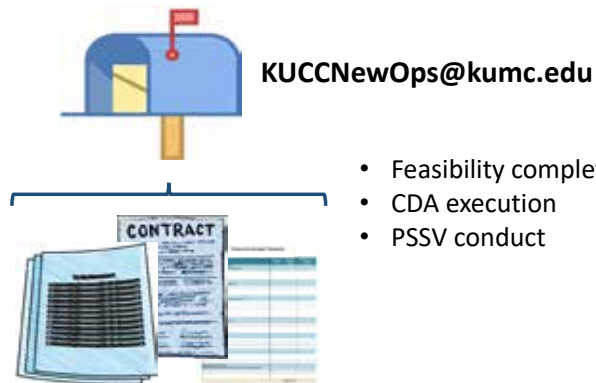 KUCCNewOps@kumc.edu
• Feasibility complet
• CDA execution
• PSSV conduct
CONTRACT